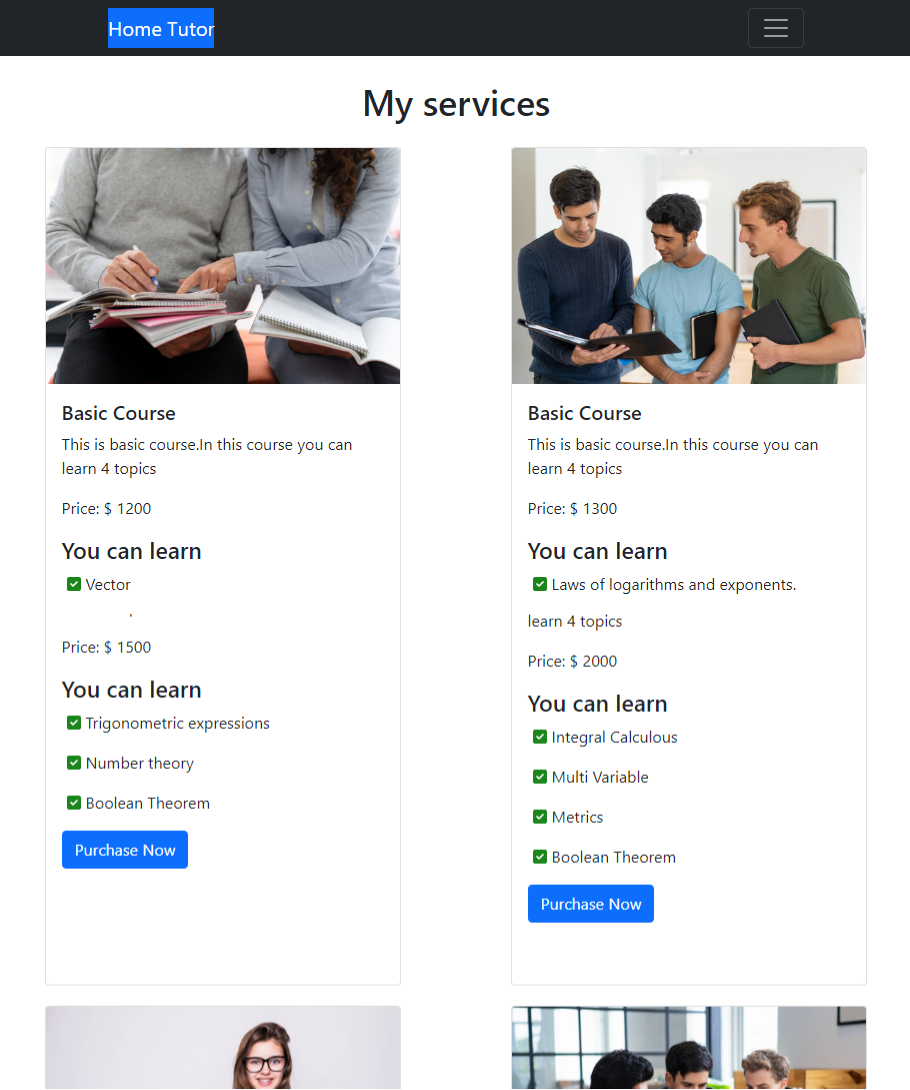 Home Tutor
My services
Basic Course
This is basic course.In this course you can
learn 4 topics
Price: $ 1200
You can learn
Vector
Price: $ 1500
You can learn
Trigonometric expressions
Number theory
Boolean Theorem
Purchase Now
Basic Course
This is basic course.In this course you can
learn 4 topics
Price: $ 1300
You can learn
Laws of logarithms and exponents.
learn 4 topics
Price: $ 2000
You can learn
Integral Calculous
Multi Variable
Metrics
Boolean Theorem
Purchase Now